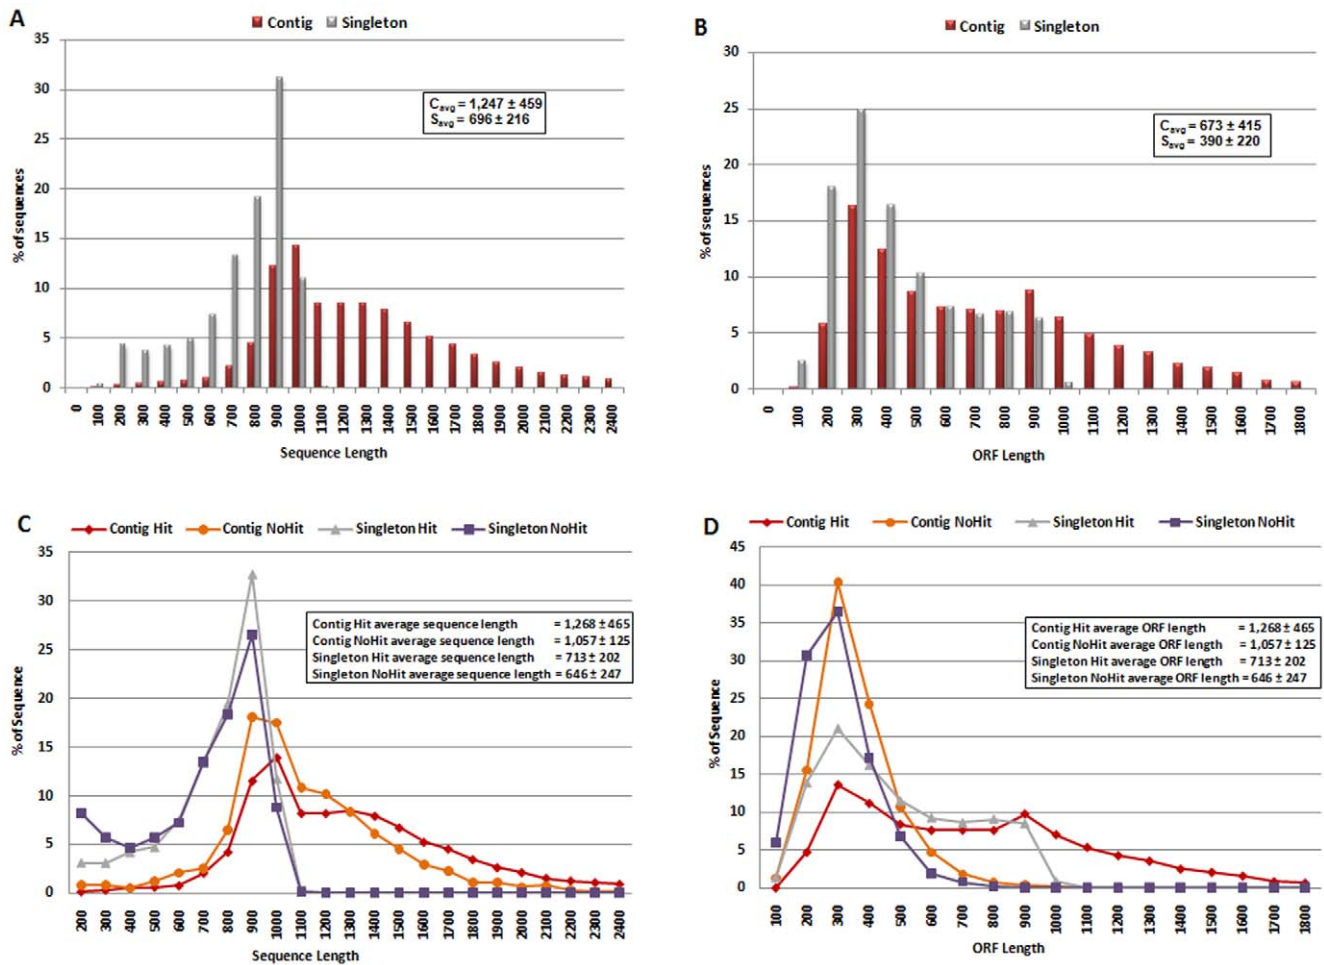 A
Contig Singleton
35
30
25
20
15
10
5
0
% of sequences
C avg = 1,247 ± 459
S avg = 696 ± 216
0 100 200 300 400 500 600 700 800 900 1000 1100 1200 1300 1400 1500 1600 1700 1800 1900 2000 2100 2200 2300 2400
Sequence Length
B
Contig Singleton
30
25
20
15
10
5
0
% of sequences
C avg = 673 ± 415
S avg = 390 ± 220
0 100 200 300 400 500 600 700 800 900 1000 1100 1200 1300 1400 1500 1600 1700 1800
ORF Length
C
Contig Hit Contig NoHit Singleton Hit Singleton NoHit
35
30
25
20
15
10
5
0
% of Sequence
Contig Hit average sequence length = 1,268 ± 465
Contig NoHit average sequence length = 1,057 ± 125
Singleton Hit average sequence length = 713 ± 202
Singleton NoHit average sequence length = 646 ± 247
200 300 400 500 600 700 800 900 1000 1100 1200 1300 1400 1500 1600 1700 1800 1900 2000 2100 2200 2300 2400
Sequence Length
D
Contig Hit Contig NoHit Singleton Hit Singleton NoHit
45
40
35
30
25
20
15
10
5
0
% of Sequence
Contig Hit average ORF length = 1,268 ± 465
Contig NoHit average ORF length = 1,057 ± 125
Singleton Hit average ORF length = 713 ± 202
Singleton NoHit average ORF length = 646 ± 247
100 200 300 400 500 600 700 800 900 1000 1100 1200 1300 1400 1500 1600 1700 1800
ORF Length